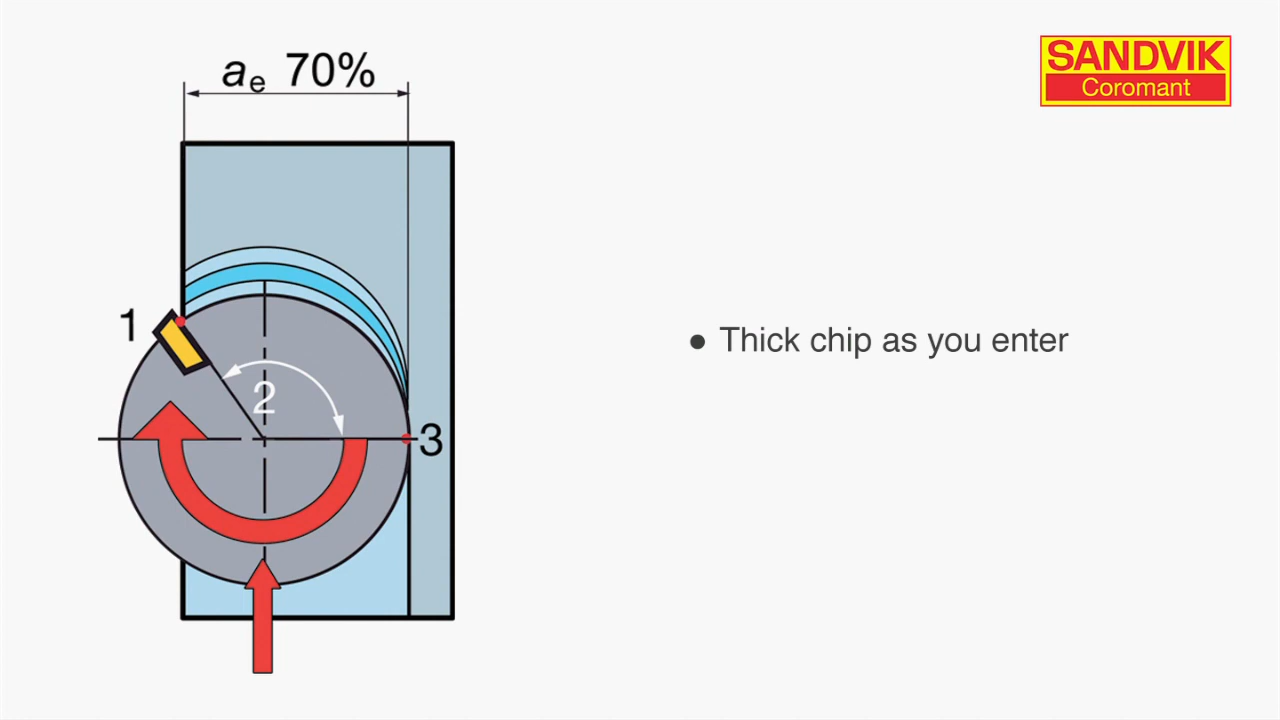 aₑ 70%
SANDVIK
Coromant
1
2
3
● Thick chip as you enter